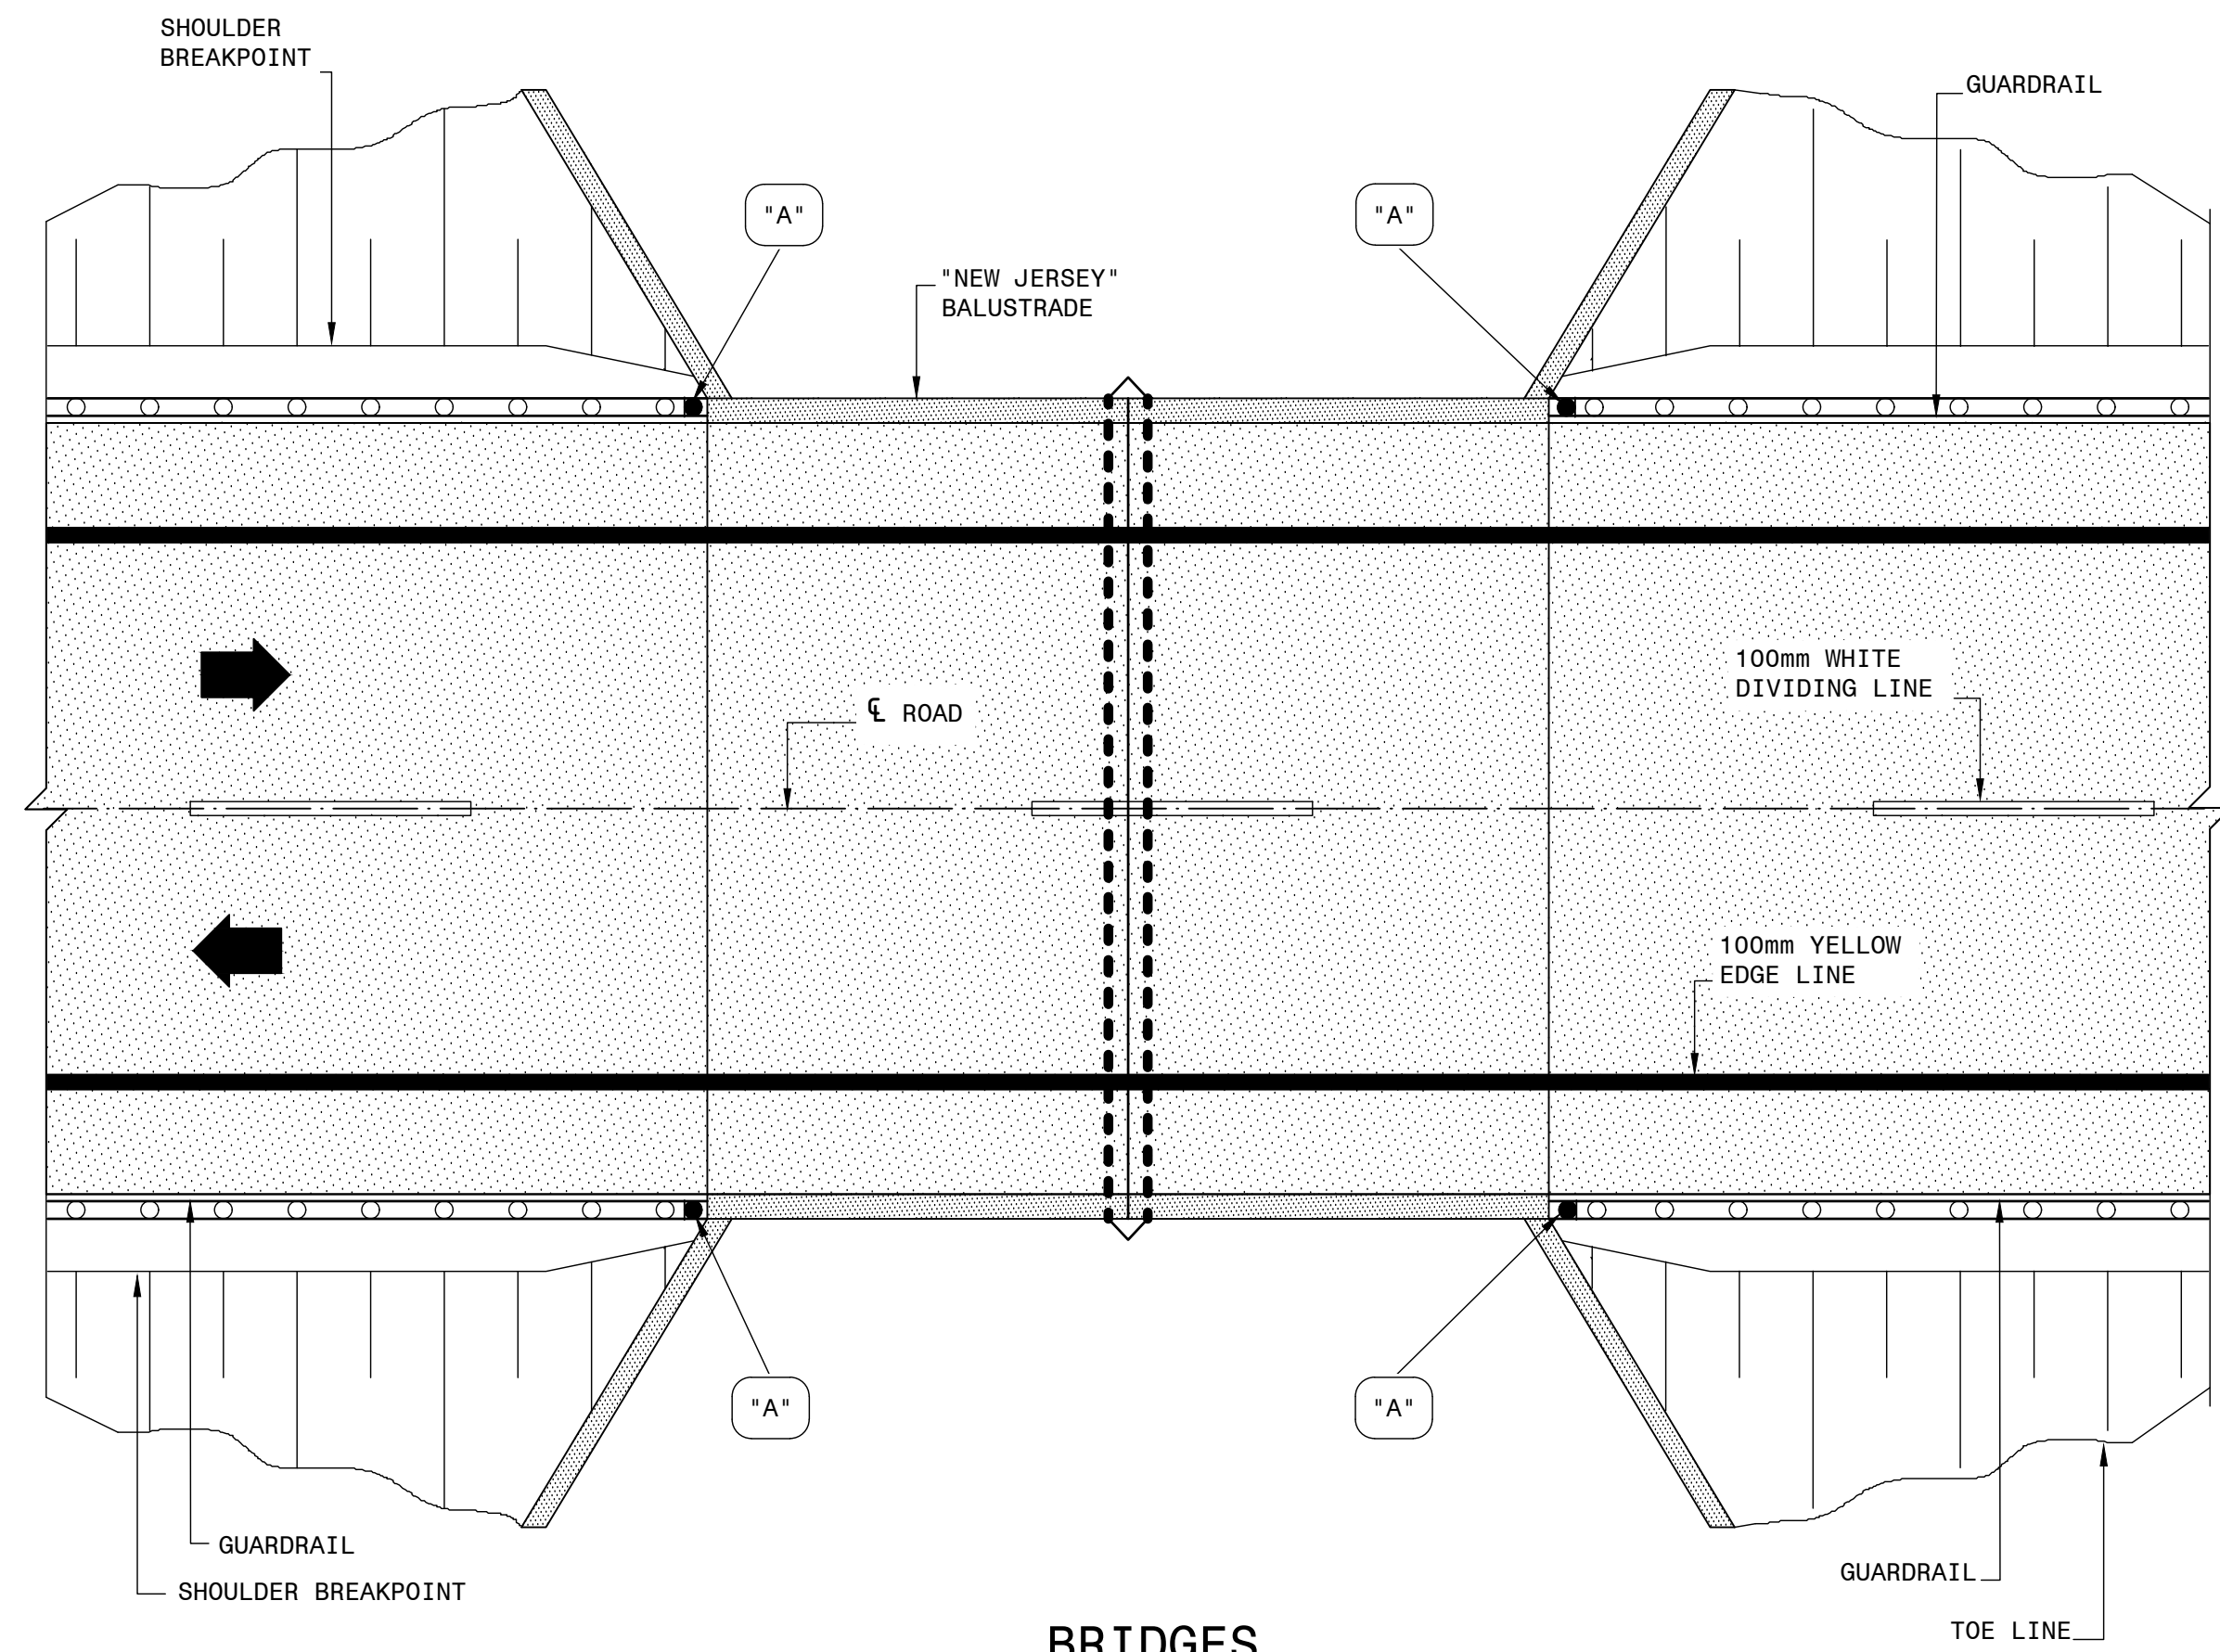 SHOULDER
BREAKPOINT
GUARDRAIL
"A"
"A"
"NEW JERSEY"
BALUSTRADE
100mm WHITE
DIVIDING LINE
℄ ROAD
100mm YELLOW
EDGE LINE
"A"
"A"
GUARDRAIL
GUARDRAIL
SHOULDER BREAKPOINT
TOE LINE
BRIDGES